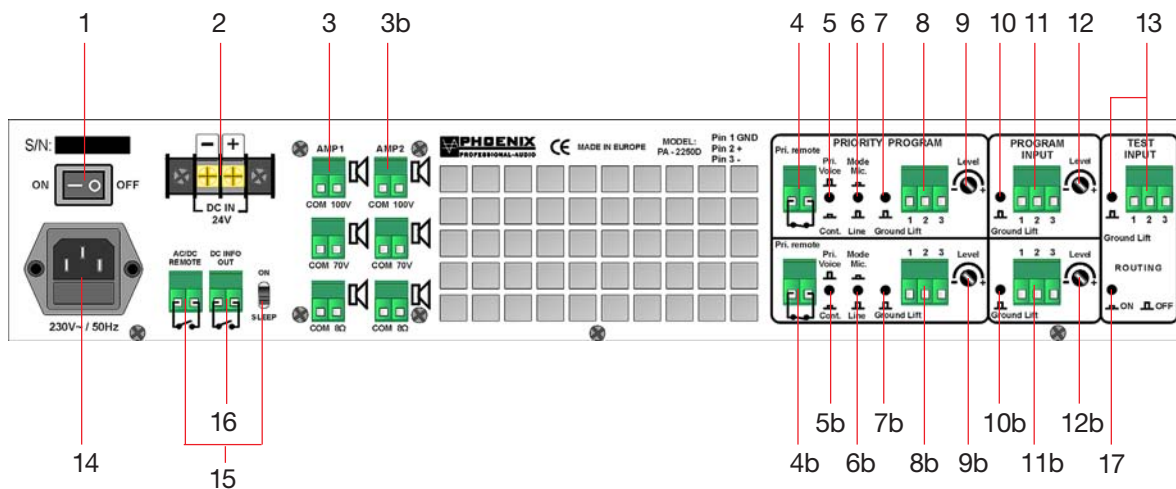 1 2 3 3b 4 5 6 7 8 9 10 11 12 13
S/N:
ON OFF
− +
DC IN
24V
AMP1 AMP2
COM 100V COM 100V
COM 70V COM 70V
COM 8Ω COM 8Ω
PHOENIX
PROFESSIONAL-AUDIO
CE MADE IN EUROPE
MODEL:
PA - 2250D
Pin 1 GND
Pin 2 +
Pin 3 -
PRIORITY PROGRAM
Pri. remote
Pri.
Voice
Mode
Mic.
Level
- +
Cont. Line Ground Lift
1 2 3
PROGRAM
INPUT
Level
- +
1 2 3
Ground Lift
TEST
INPUT
1 2 3
Ground Lift
Pri. remote
Pri.
Voice
Mode
Mic.
1 2 3
Level
- +
Cont. Line Ground Lift
1 2 3
Level
- +
Ground Lift
ROUTING
ON OFF
230V~ / 50Hz
AC/DC
REMOTE
DC INFO
OUT
ON
SLEEP
14 16 15
4b 5b 6b 7b 8b 9b 10b 11b 12b 17